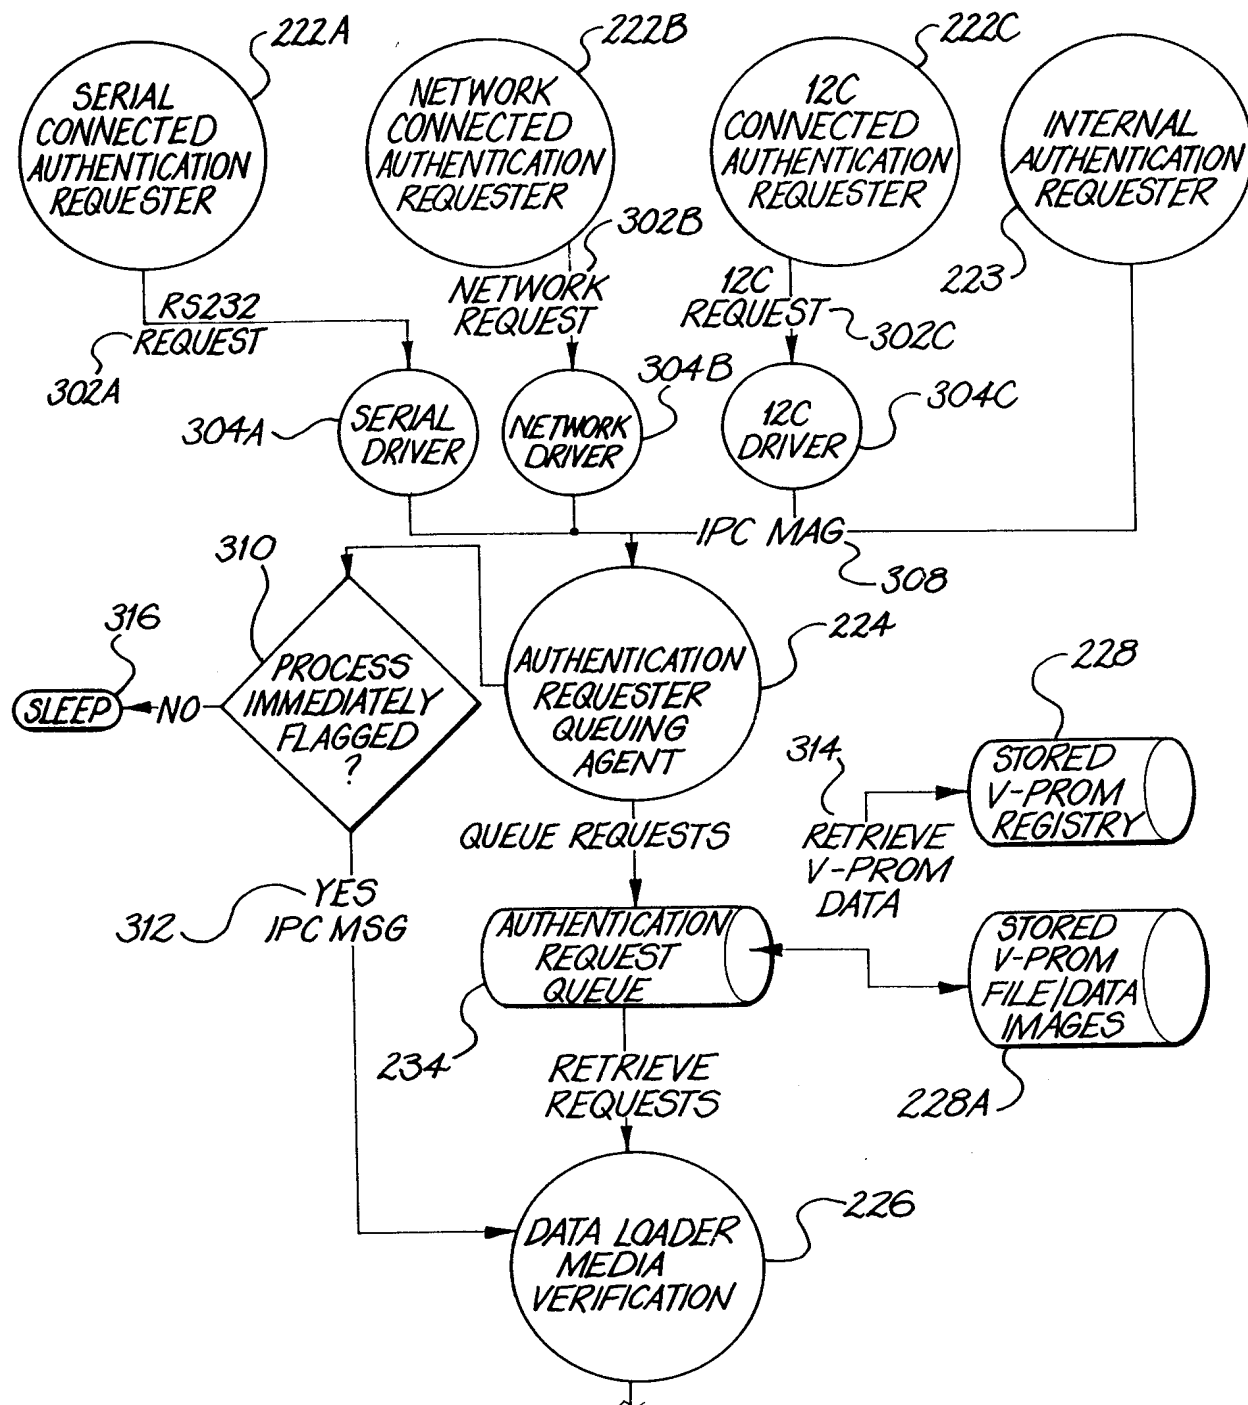 222A
222B
222C
SERIAL
CONNECTED
AUTHENTICATION
REQUESTER
NETWORK
CONNECTED
AUTHENTICATION
REQUESTER
12C
CONNECTED
AUTHENTICATION
REQUESTER
INTERNAL
AUTHENTICATION
REQUESTER
223
RS232
REQUEST
302A
302B
NETWORK
REQUEST
12C
REQUEST
302C
304A
SERIAL
DRIVER
304B
NETWORK
DRIVER
304C
12C
DRIVER
IPC MAG
308
310
316
SLEEP
NO
PROCESS
IMMEDIATELY
FLAGGED
?
224
AUTHENTICATION
REQUESTER
QUEUING
AGENT
228
STORED
V-PROM
REGISTRY
314
RETRIEVE
V-PROM
DATA
QUEUE REQUESTS
312
YES
IPC MSG
AUTHENTICATION
REQUEST
QUEUE
234
STORED
V-PROM
FILE/DATA
IMAGES
228A
RETRIEVE
REQUESTS
226
DATA LOADER
MEDIA
VERIFICATION